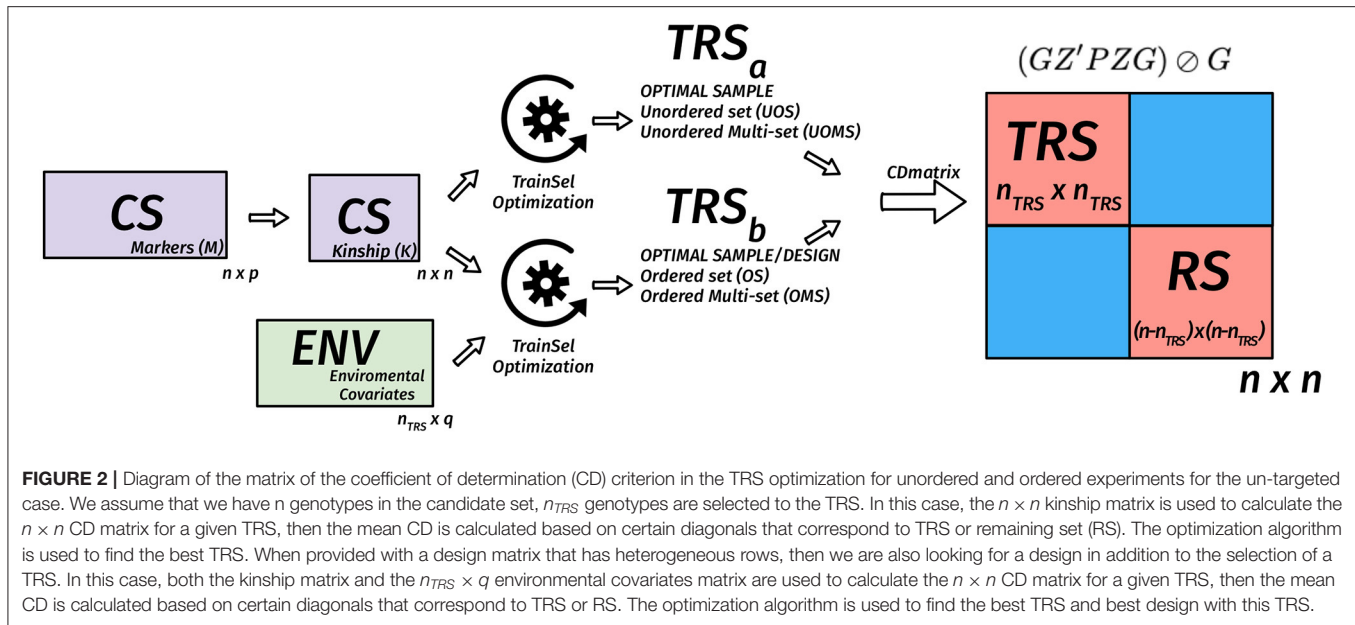 CS
Markers (M)
n x p
CS
Kinship (K)
n x n
ENV
Enviromental
Covariates
n_TRS x q
TrainSel
Optimization
TrainSel
Optimization
TRS_a
OPTIMAL SAMPLE
Unordered set (UOS)
Unordered Multi-set (UOMS)
TRS_b
OPTIMAL SAMPLE/DESIGN
Ordered set (OS)
Ordered Multi-set (OMS)
CDmatrix
(GZ′PZG) ⊘ G
TRS
n_TRS x n_TRS
RS
(n-n_TRS)x(n-n_TRS)
n x n
FIGURE 2 | Diagram of the matrix of the coefficient of determination (CD) criterion in the TRS optimization for unordered and ordered experiments for the un-targeted
case. We assume that we have n genotypes in the candidate set, n_TRS genotypes are selected to the TRS. In this case, the n × n kinship matrix is used to calculate the
n × n CD matrix for a given TRS, then the mean CD is calculated based on certain diagonals that correspond to TRS or remaining set (RS). The optimization algorithm
is used to find the best TRS. When provided with a design matrix that has heterogeneous rows, then we are also looking for a design in addition to the selection of a
TRS. In this case, both the kinship matrix and the n_TRS × q environmental covariates matrix are used to calculate the n × n CD matrix for a given TRS, then the mean
CD is calculated based on certain diagonals that correspond to TRS or RS. The optimization algorithm is used to find the best TRS and best design with this TRS.